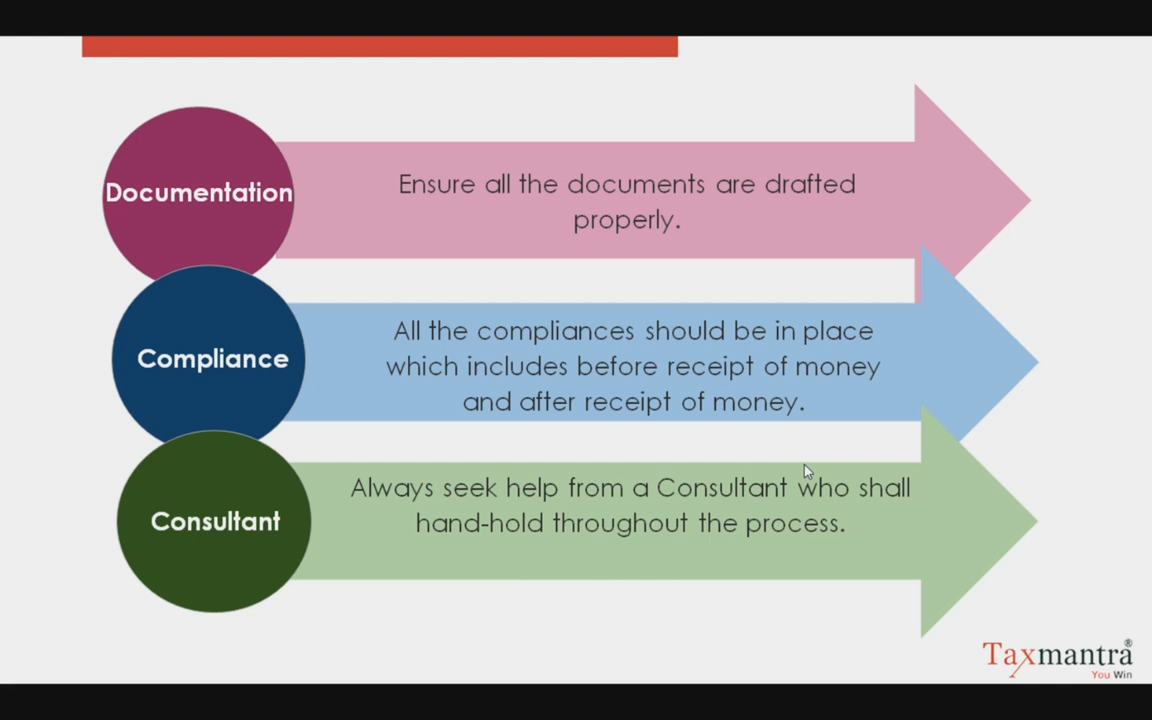 Documentation
Ensure all the documents are drafted
properly.
Compliance
All the compliances should be in place
which includes before receipt of money
and after receipt of money.
Consultant
Always seek help from a Consultant who shall
hand-hold throughout the process.
Taxmantra®
You Win